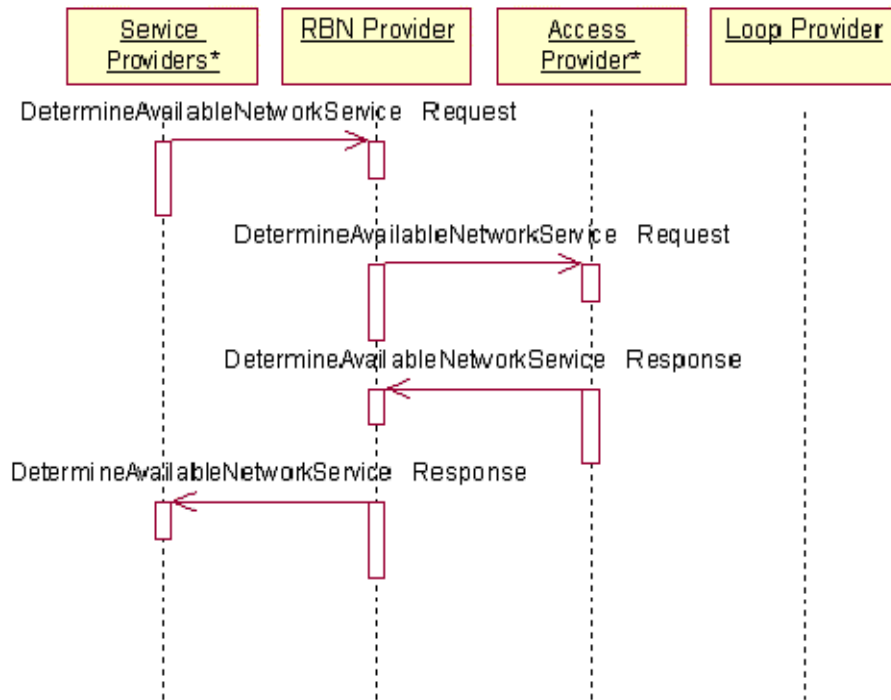 Service
Providers*
RBN Provider
Access
Provider*
Loop Provider
DetermineAvailableNetworkService Request
DetermineAvailableNetworkService Request
DetermineAvailableNetworkService Response
DetermineAvailableNetworkService Response